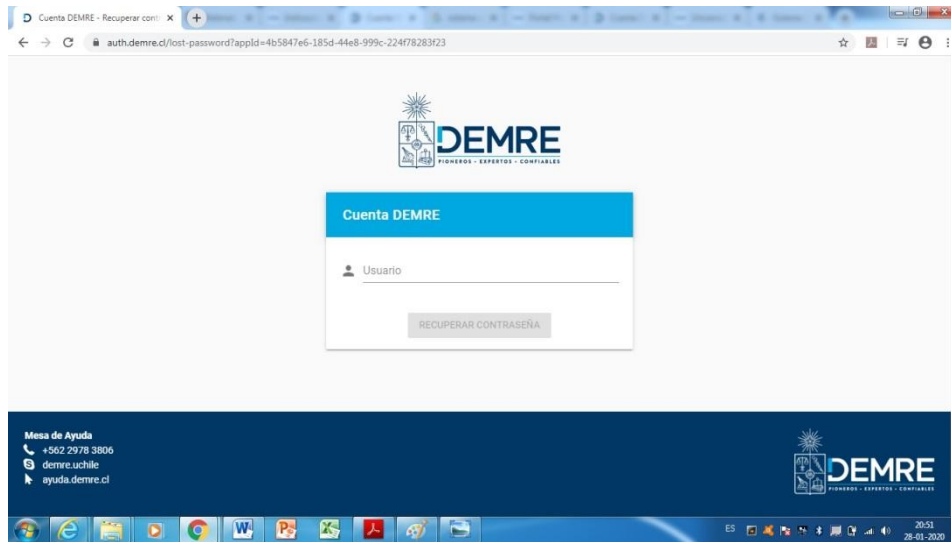 Cuenta DEMRE - Recuperar contr
auth.demre.cl/lost-password?appId=4b5847e6-185d-44e8-999c-224f78283f23
DEMRE
PIONEROS - EXPERTOS - CONFIABLES
Cuenta DEMRE
Usuario
RECUPERAR CONTRASEÑA
Mesa de Ayuda
+562 2978 3806
demre.uchile
ayuda.demre.cl
DEMRE
PIONEROS - EXPERTOS - CONFIABLES
ES
20:51
28-01-2020